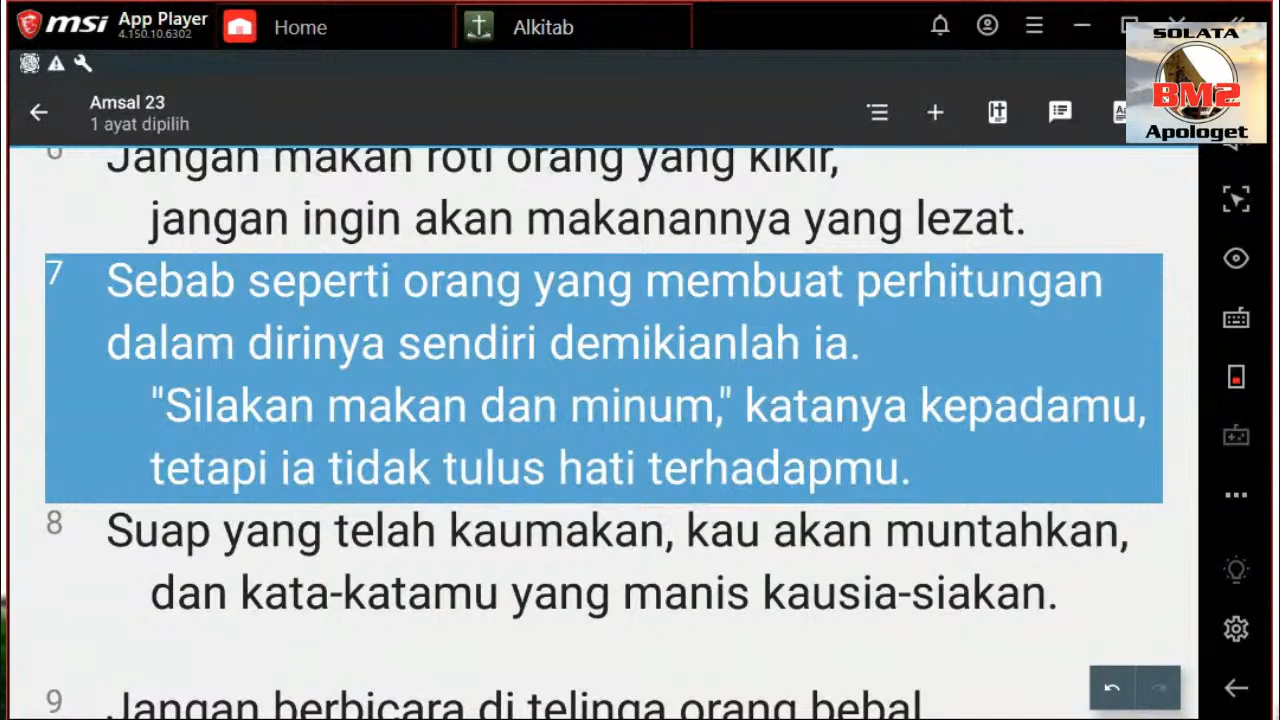 msi App Player
4.150.10.6302
Home
Alkitab
SOLATA
BM2
Apologet
Amsal 23
1 ayat dipilih
6 Jangan makan roti orang yang kikir,
jangan ingin akan makanannya yang lezat.
7 Sebab seperti orang yang membuat perhitungan
dalam dirinya sendiri demikianlah ia.
"Silakan makan dan minum," katanya kepadamu,
tetapi ia tidak tulus hati terhadapmu.
8 Suap yang telah kaumakan, kau akan muntahkan,
dan kata-katamu yang manis kausia-siakan.
9 Jangan berbicara di telinga orang bebal